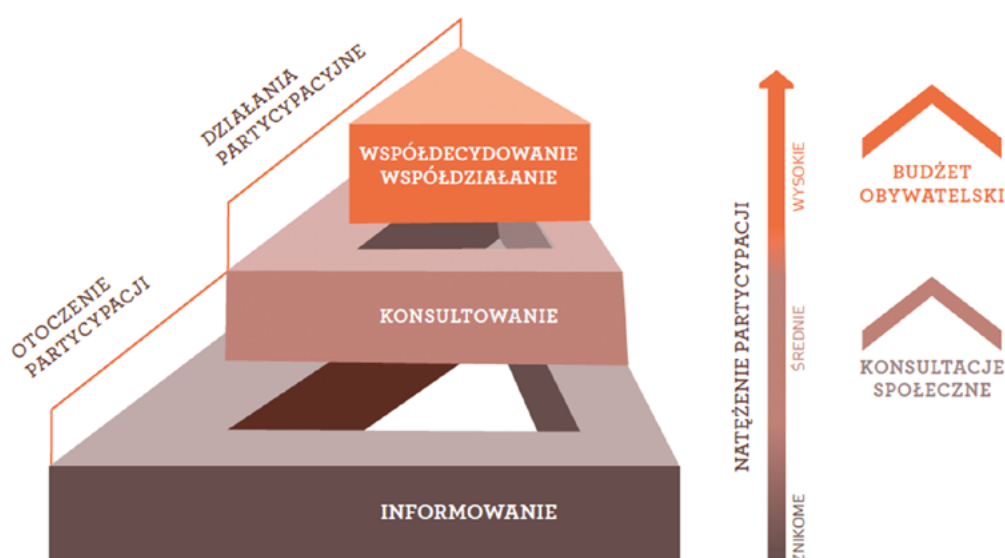 DZIAŁANIA
PARTYCYPACYJNE
OTOCZENIE
PARTYCYPACJI
WSPÓŁDECYDOWANIE
WSPÓŁDZIAŁANIE
KONSULTOWANIE
INFORMOWANIE
NATĘŻENIE PARTYCYPACJI
WYSOKIE
ŚREDNIE
ZNIKOME
BUDŻET
OBYWATELSKI
KONSULTACJE
SPOŁECZNE